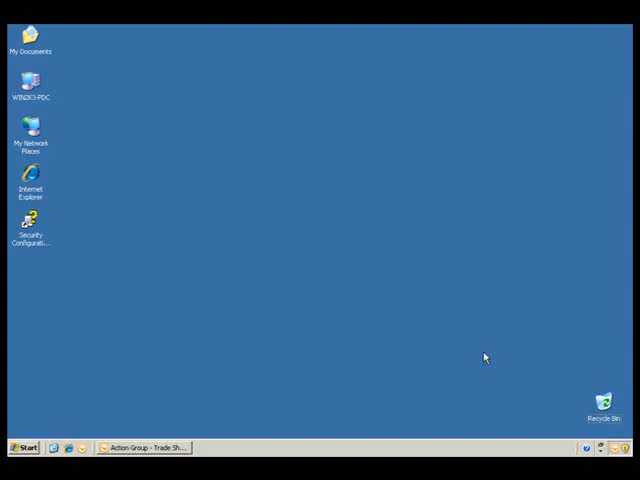 My Documents
WIN2K3-PDC
My Network
Places
Internet
Explorer
Security
Configurati...
Recycle Bin
Start
Action Group - Trade Sh...